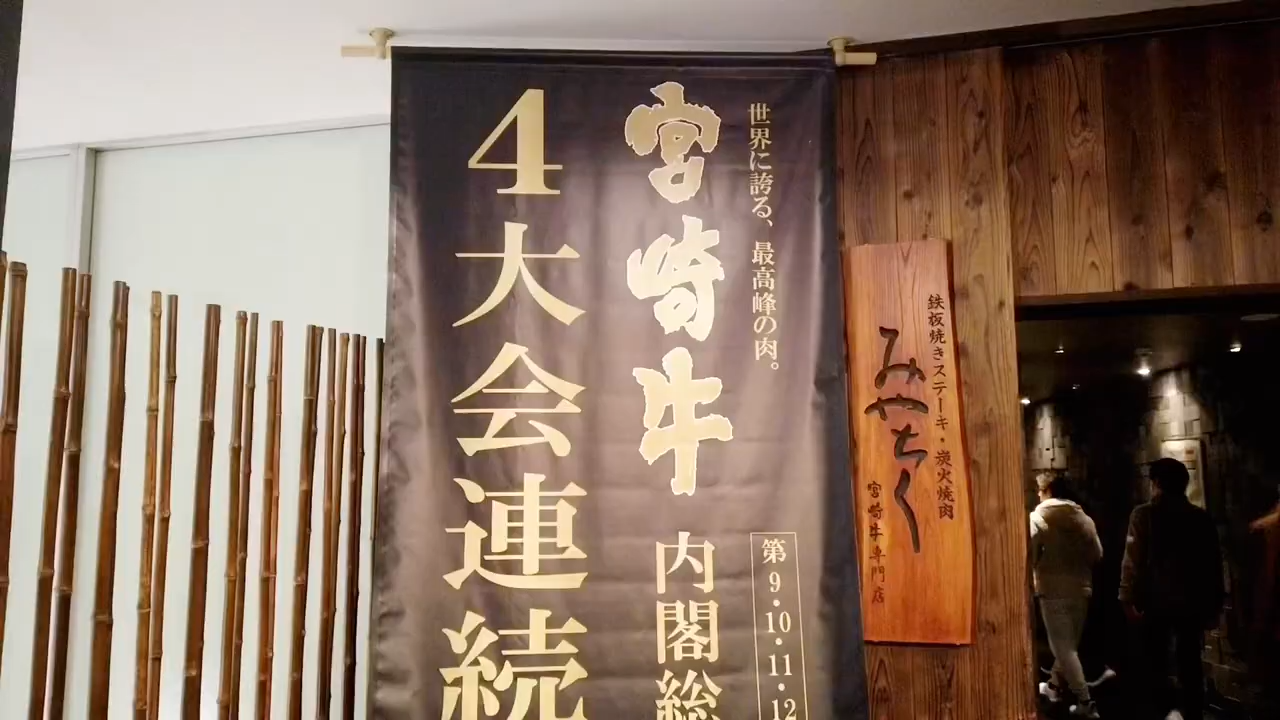 世界に誇る、最高峰の肉。
宮崎牛
第9・10・11・12
内閣総
4大会連続
鉄板焼きステーキ・炭火焼肉
みやちく
宮崎牛専門店